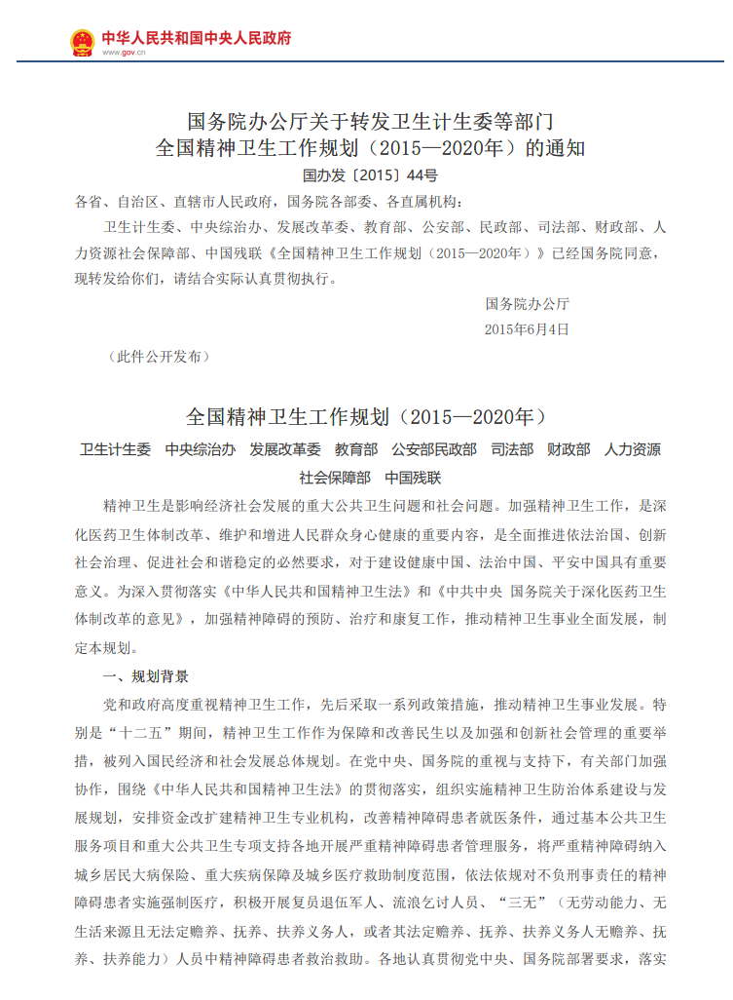 中华人民共和国中央人民政府
www.gov.cn
国务院办公厅关于转发卫生计生委等部门
全国精神卫生工作规划（2015—2020年）的通知
国办发〔2015〕44号
各省、自治区、直辖市人民政府，国务院各部委、各直属机构：
卫生计生委、中央综治办、发展改革委、教育部、公安部、民政部、司法部、财政部、人
力资源社会保障部、中国残联《全国精神卫生工作规划（2015—2020年）》已经国务院同意，
现转发给你们，请结合实际认真贯彻执行。
国务院办公厅
2015年6月4日
（此件公开发布）
全国精神卫生工作规划（2015—2020年）
卫生计生委　中央综治办　发展改革委　教育部　公安部民政部　司法部　财政部　人力资源
社会保障部　中国残联
精神卫生是影响经济社会发展的重大公共卫生问题和社会问题。加强精神卫生工作，是深
化医药卫生体制改革、维护和增进人民群众身心健康的重要内容，是全面推进依法治国、创新
社会治理、促进社会和谐稳定的必然要求，对于建设健康中国、法治中国、平安中国具有重要
意义。为深入贯彻落实《中华人民共和国精神卫生法》和《中共中央 国务院关于深化医药卫生
体制改革的意见》，加强精神障碍的预防、治疗和康复工作，推动精神卫生事业全面发展，制
定本规划。
一、规划背景
党和政府高度重视精神卫生工作，先后采取一系列政策措施，推动精神卫生事业发展。特
别是“十二五”期间，精神卫生工作作为保障和改善民生以及加强和创新社会管理的重要举
措，被列入国民经济和社会发展总体规划。在党中央、国务院的重视与支持下，有关部门加强
协作，围绕《中华人民共和国精神卫生法》的贯彻落实，组织实施精神卫生防治体系建设与发
展规划，安排资金改扩建精神卫生专业机构，改善精神障碍患者就医条件，通过基本公共卫生
服务项目和重大公共卫生专项支持各地开展严重精神障碍患者管理服务，将严重精神障碍纳入
城乡居民大病保险、重大疾病保障及城乡医疗救助制度范围，依法依规对不负刑事责任的精神
障碍患者实施强制医疗，积极开展复员退伍军人、流浪乞讨人员、“三无”（无劳动能力、无
生活来源且无法定赡养、抚养、扶养义务人，或者其法定赡养、抚养、扶养义务人无赡养、抚
养、扶养能力）人员中精神障碍患者救治救助。各地认真贯彻党中央、国务院部署要求，落实